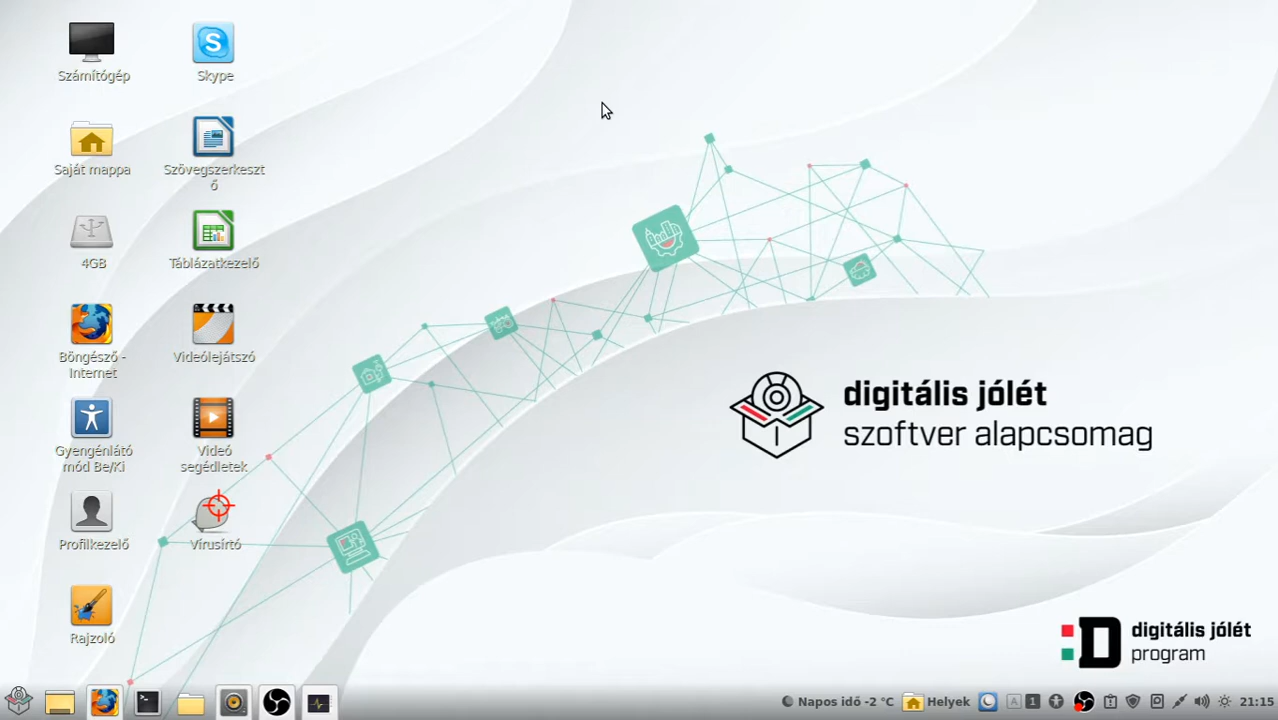 Számítógép
Skype
Saját mappa
Szövegszerkeszt
ő
4GB
Táblázatkezelő
Böngésző -
Internet
Videólejátszó
Gyengénlátó
mód Be/Ki
Videó
segédletek
Profilkezelő
Vírusírtó
Rajzoló
digitális jólét
szoftver alapcsomag
digitális jólét
program
Napos idő -2 °C
Helyek
A
1
21:15